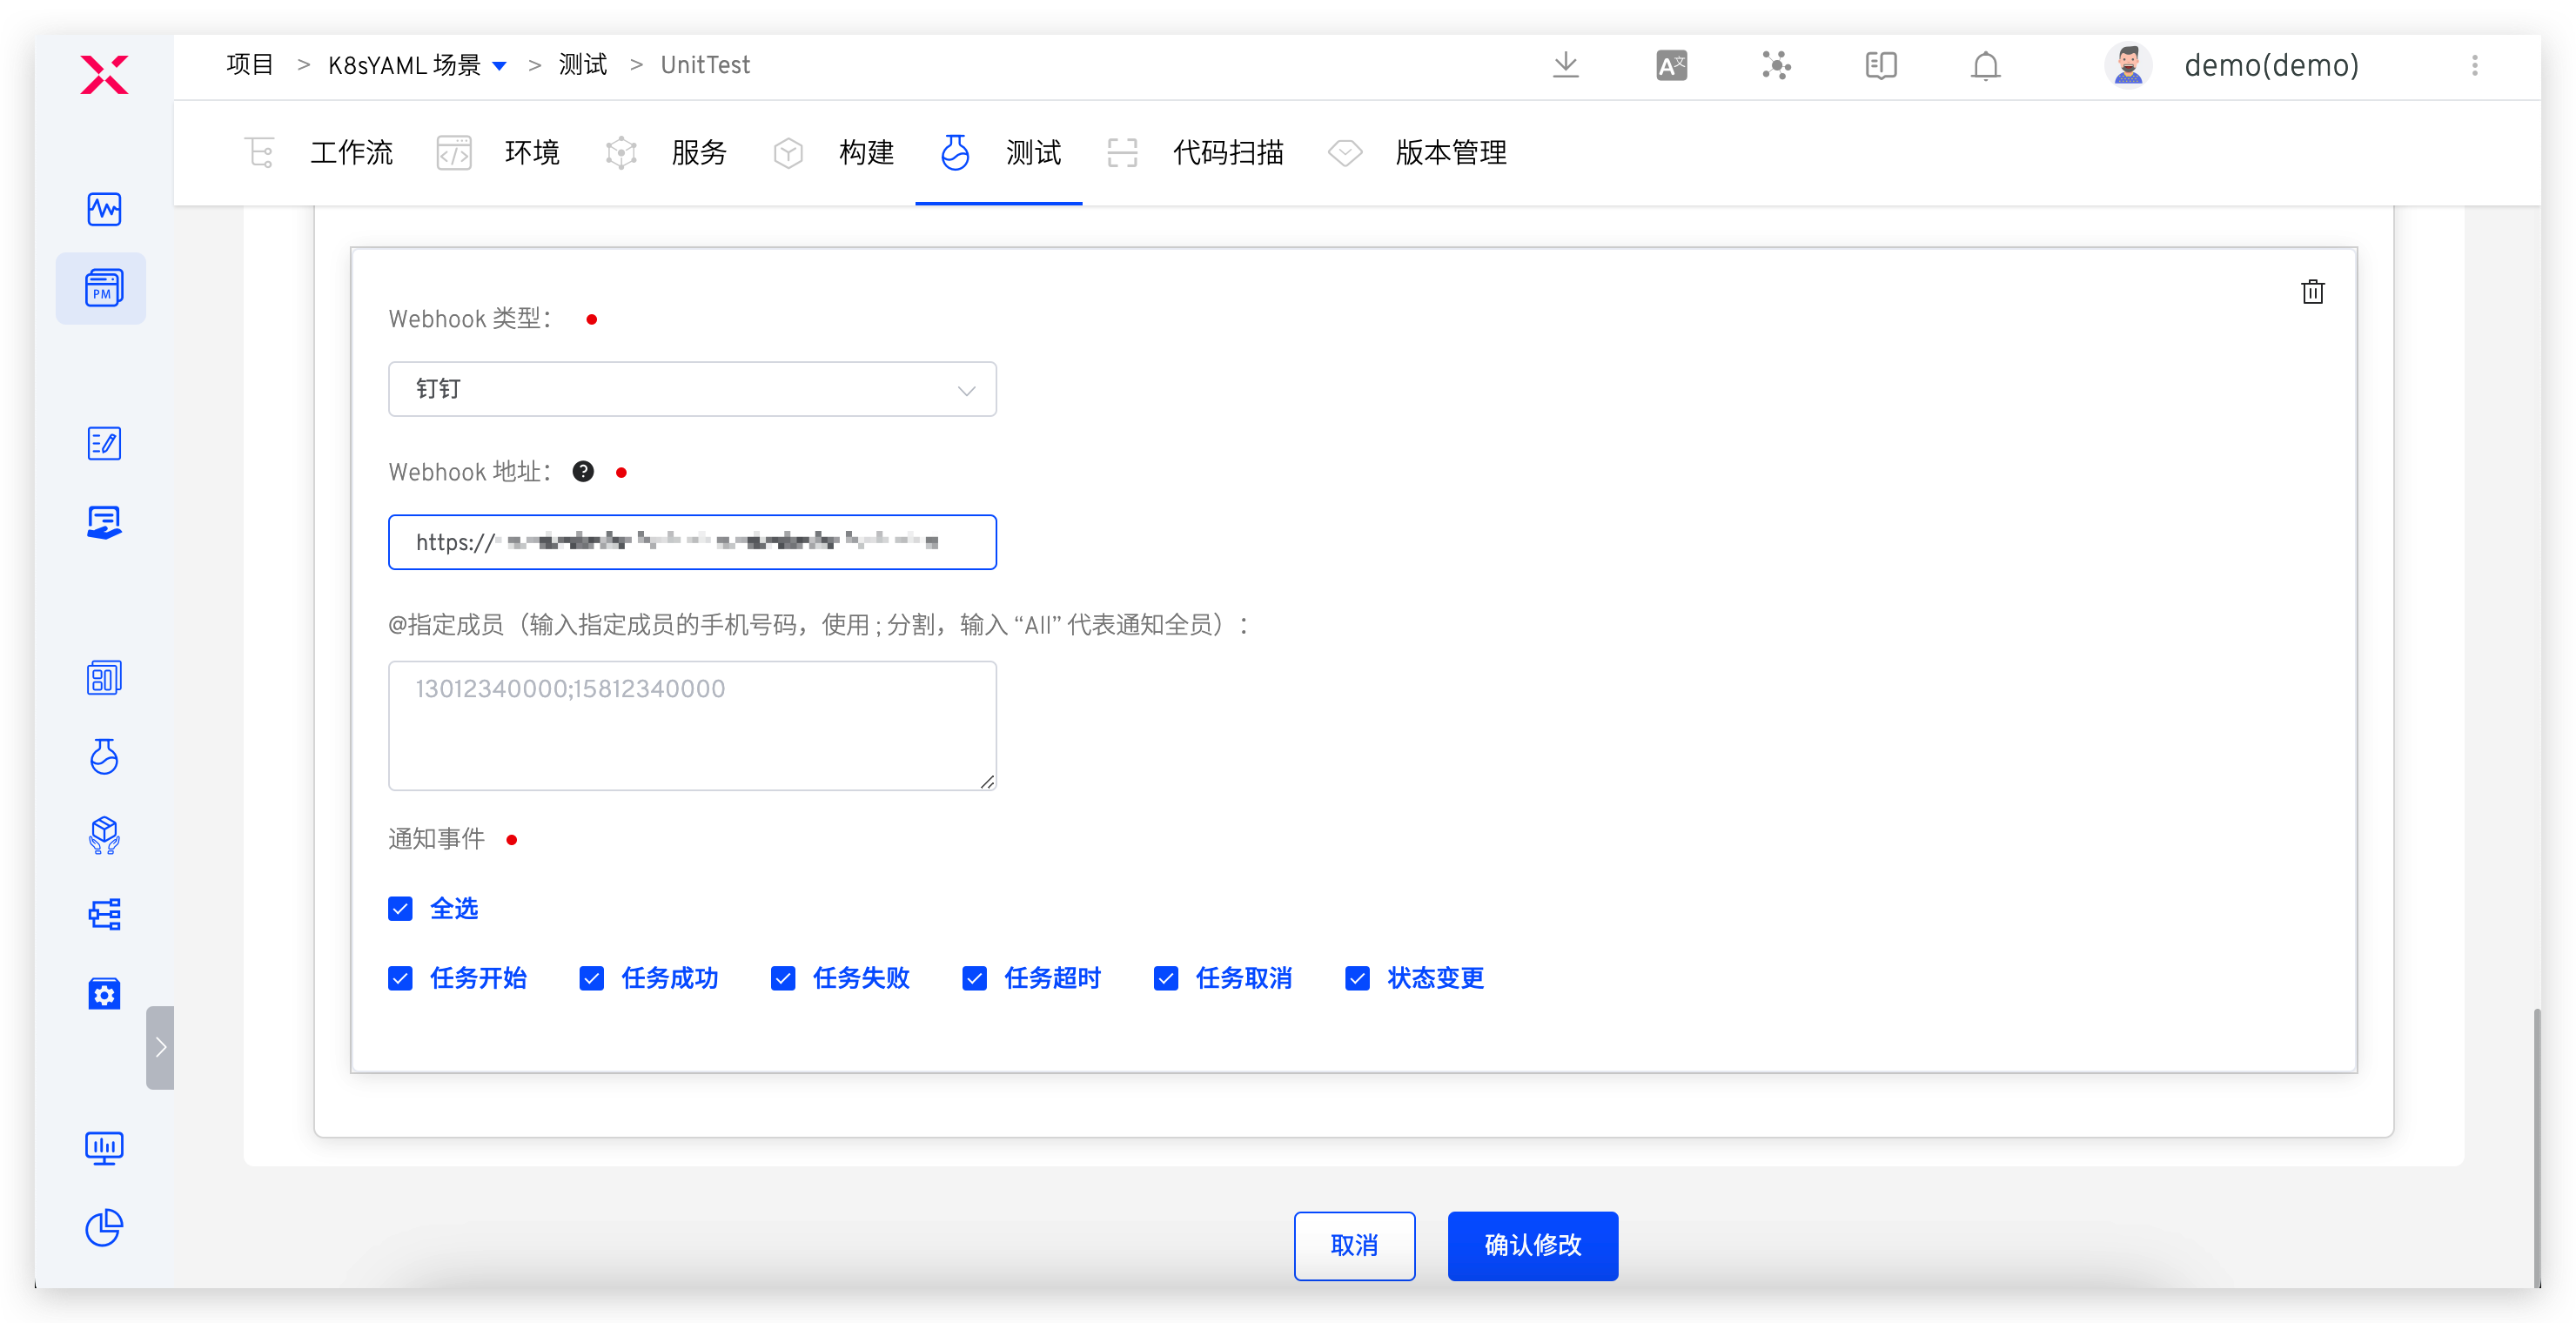 项目 > K8sYAML 场景 > 测试 > UnitTest
demo(demo)
工作流 环境 服务 构建 测试 代码扫描 版本管理
PM
Webhook 类型：
钉钉
Webhook 地址：
https://
@指定成员（输入指定成员的手机号码，使用 ; 分割，输入 “All” 代表通知全员）：
13012340000;15812340000
通知事件
全选
任务开始 任务成功 任务失败 任务超时 任务取消 状态变更
取消 确认修改